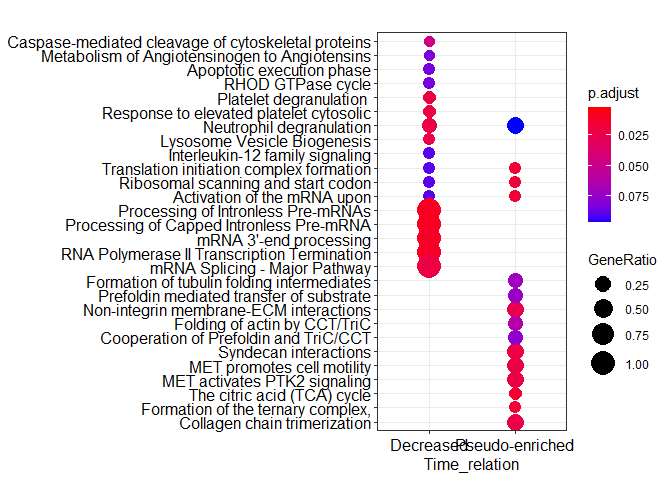 Caspase-mediated cleavage of cytoskeletal proteins
Metabolism of Angiotensinogen to Angiotensins
Apoptotic execution phase
RHOD GTPase cycle
Platelet degranulation
Response to elevated platelet cytosolic
Neutrophil degranulation
Lysosome Vesicle Biogenesis
Interleukin-12 family signaling
Translation initiation complex formation
Ribosomal scanning and start codon
Activation of the mRNA upon
Processing of Intronless Pre-mRNAs
Processing of Capped Intronless Pre-mRNA
mRNA 3'-end processing
RNA Polymerase II Transcription Termination
mRNA Splicing - Major Pathway
Formation of tubulin folding intermediates
Prefoldin mediated transfer of substrate
Non-integrin membrane-ECM interactions
Folding of actin by CCT/TriC
Cooperation of Prefoldin and TriC/CCT
Syndecan interactions
MET promotes cell motility
MET activates PTK2 signaling
The citric acid (TCA) cycle
Formation of the ternary complex,
Collagen chain trimerization
Decreased Pseudo-enriched
Time_relation
p.adjust
0.025
0.050
0.075
GeneRatio
0.25
0.50
0.75
1.00